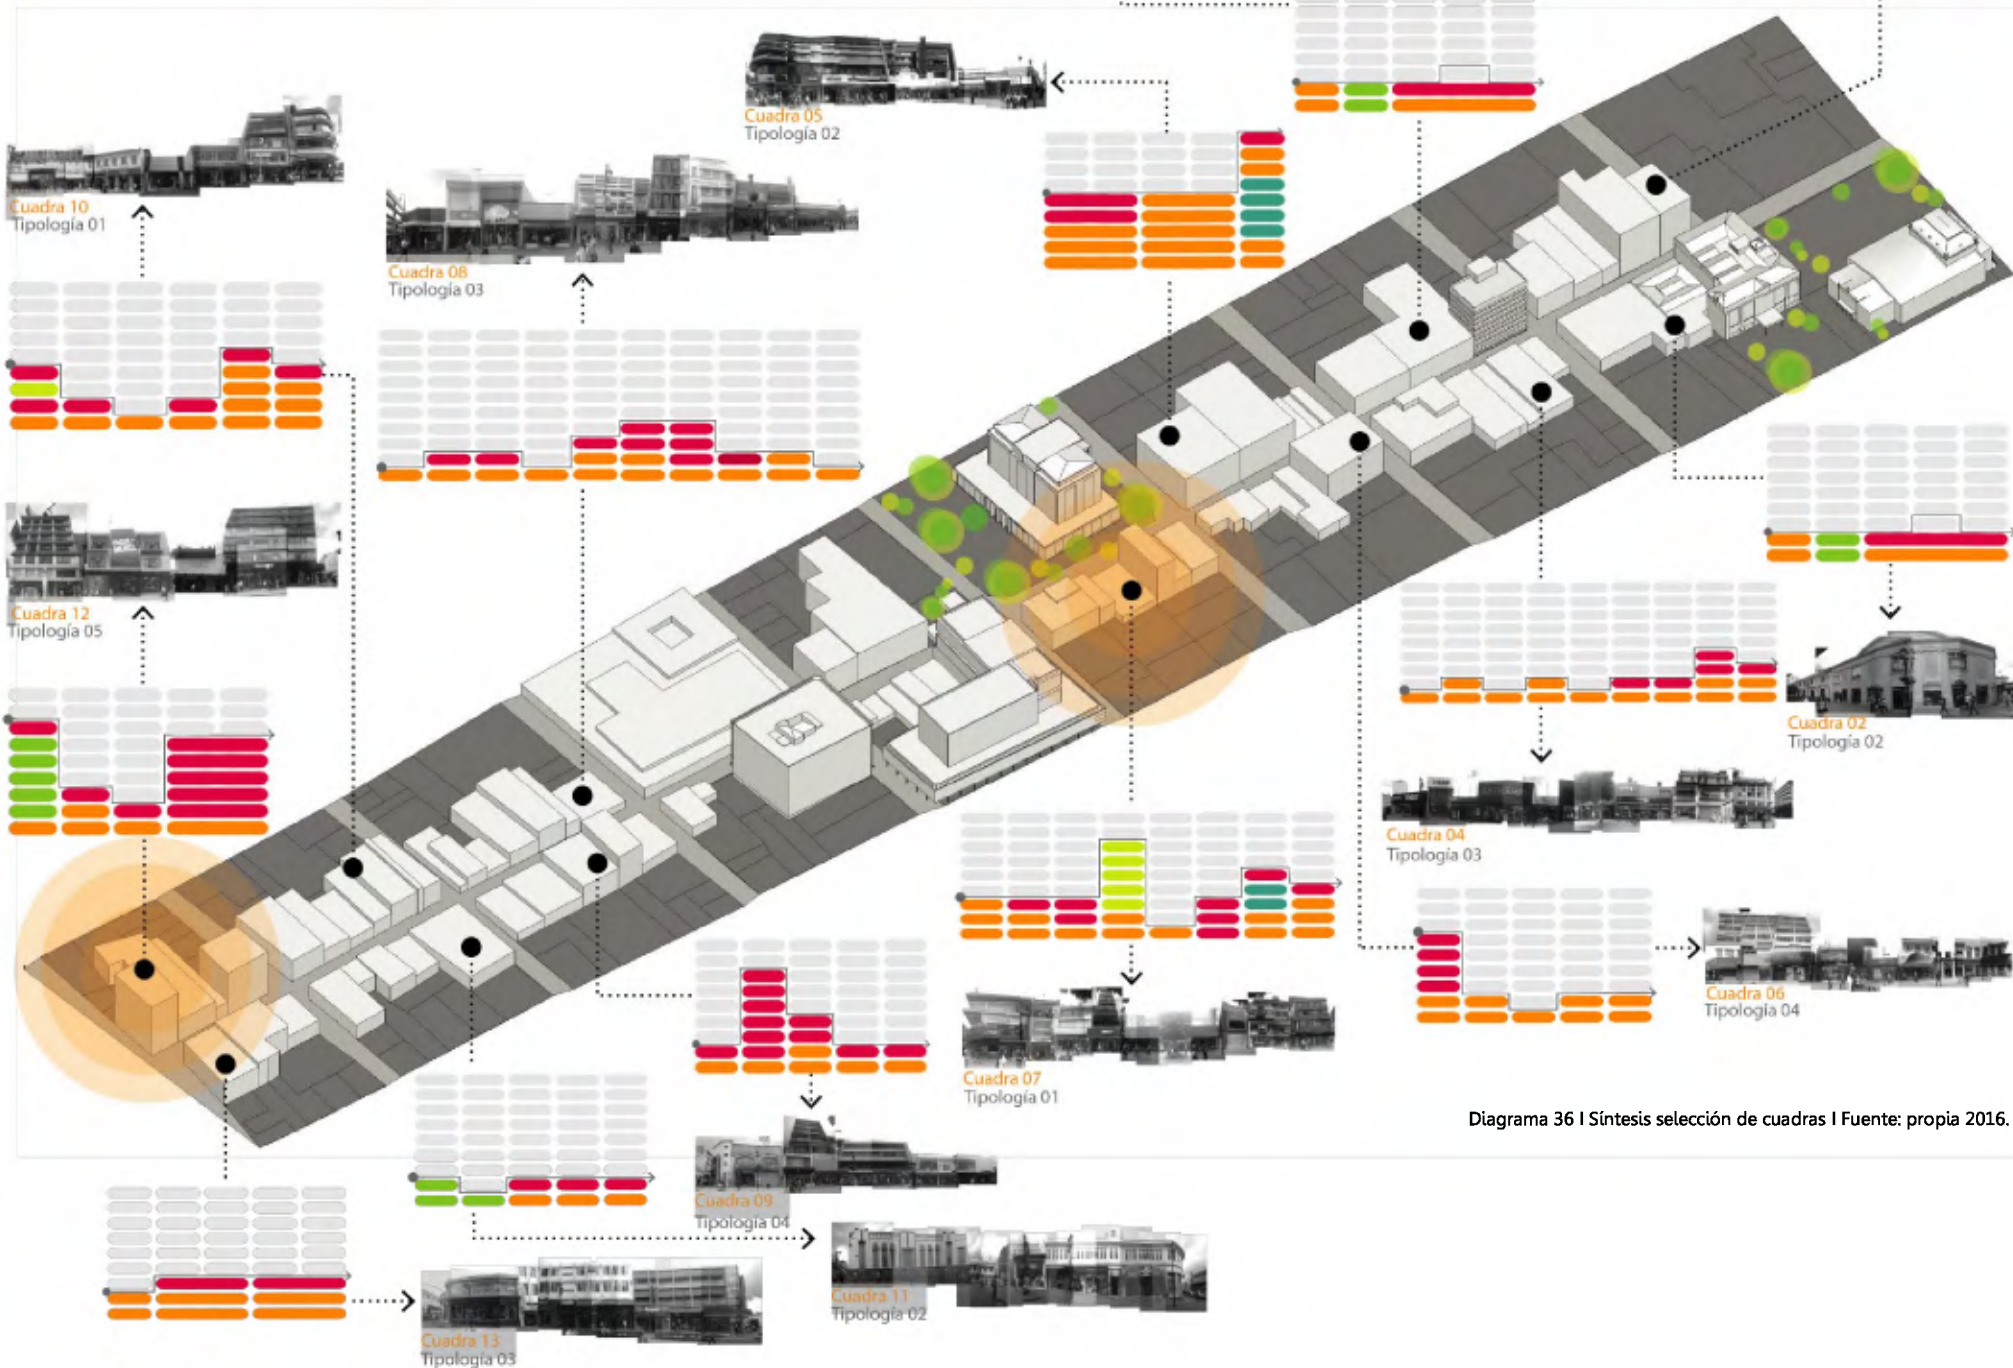 Cuadra 05
Tipología 02
Cuadra 10
Tipología 01
Cuadra 08
Tipología 03
Cuadra 12
Tipología 05
Cuadra 02
Tipología 02
Cuadra 04
Tipología 03
Cuadra 06
Tipología 04
Cuadra 07
Tipología 01
Diagrama 36 I Síntesis selección de cuadras I Fuente: propia 2016.
Cuadra 09
Tipología 04
Cuadra 11
Tipología 02
Cuadra 13
Tipología 03